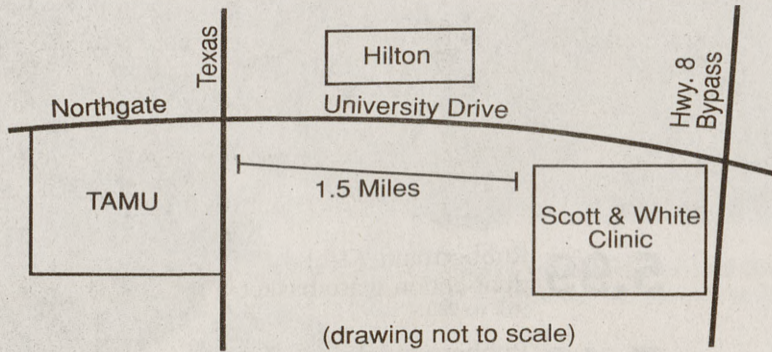 Texas
Hilton
Hwy. 8
Bypass
Northgate
University Drive
1.5 Miles
TAMU
Scott & White
Clinic
(drawing not to scale)